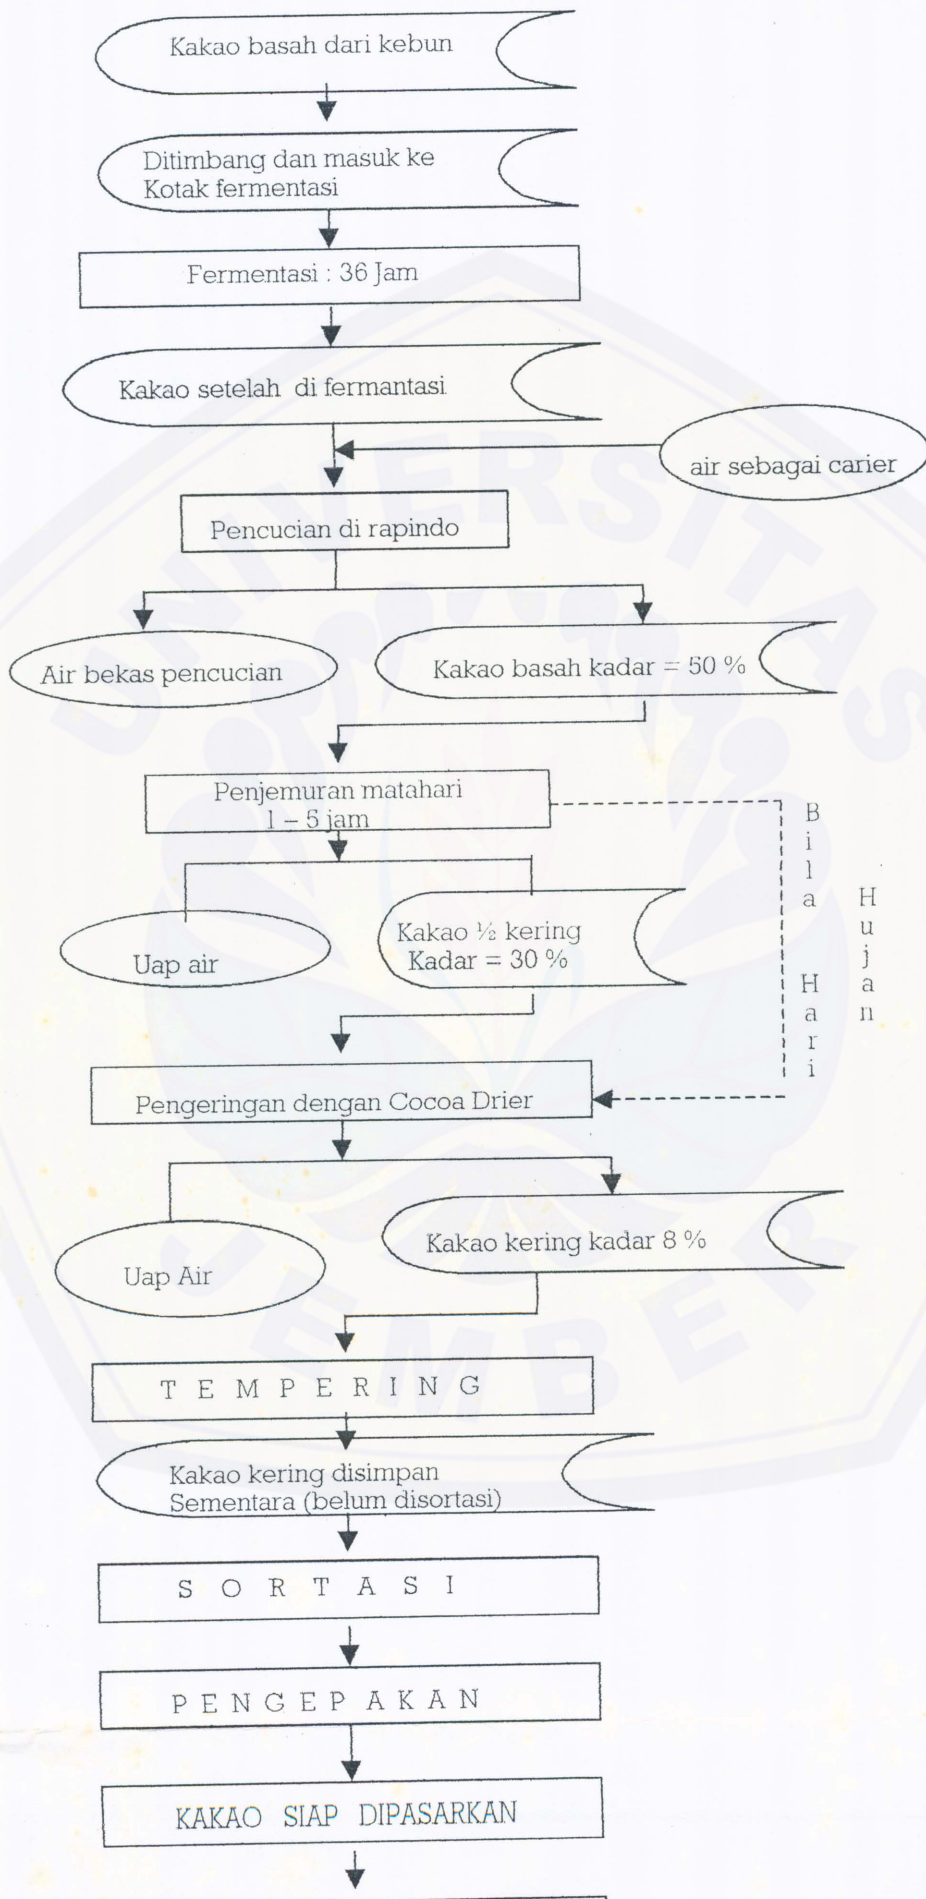 Kakao basah dari kebun
Ditimbang dan masuk ke
Kotak fermentasi
Fermentasi : 36 Jam
Kakao setelah di fermantasi
air sebagai carier
Pencucian di rapindo
Air bekas pencucian
Kakao basah kadar = 50 %
Penjemuran matahari
1 – 5 jam
Bila Hari
Hujan
Uap air
Kakao ½ kering
Kadar = 30 %
Pengeringan dengan Cocoa Drier
Uap Air
Kakao kering kadar 8 %
T E M P E R I N G
Kakao kering disimpan
Sementara (belum disortasi)
S O R T A S I
P E N G E P A K A N
KAKAO SIAP DIPASARKAN
UNIVERSITAS
JEMBER